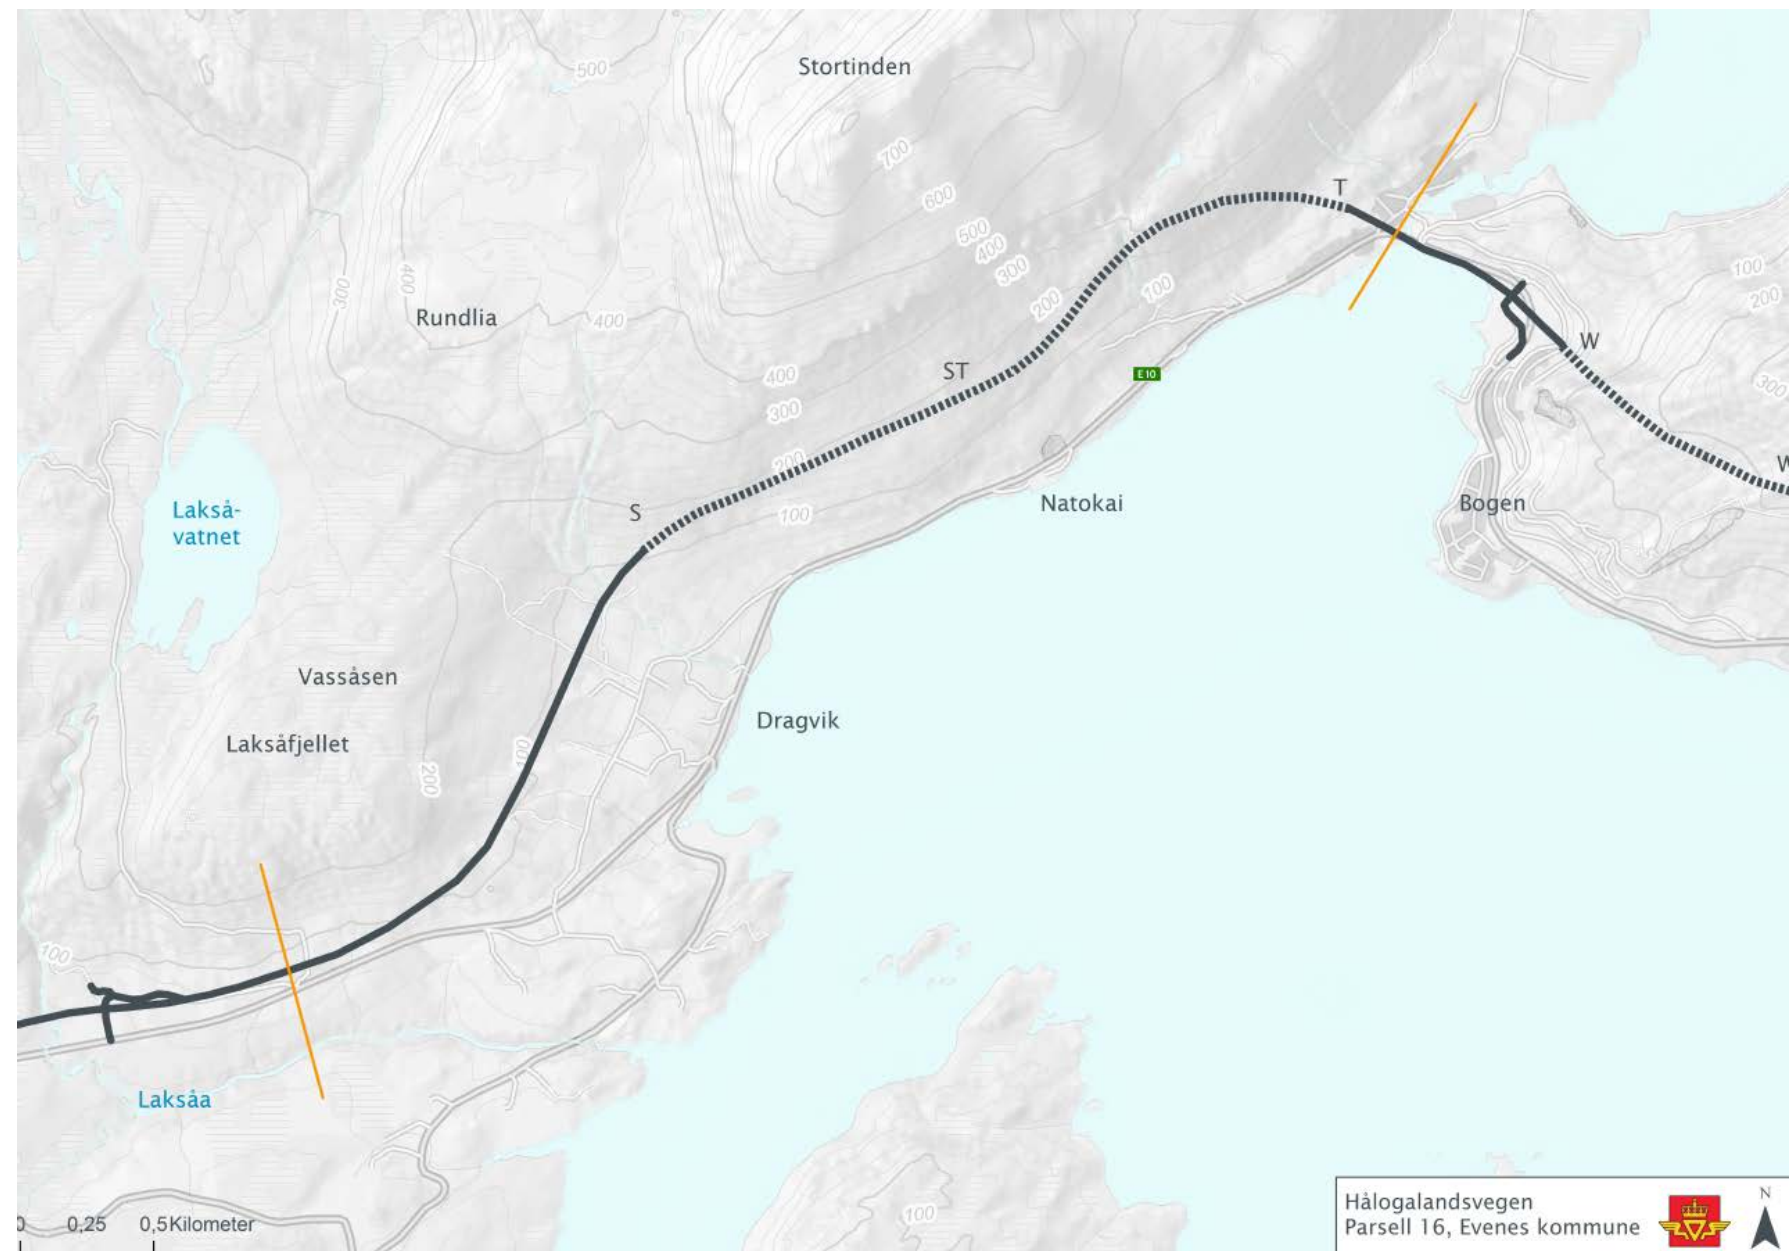 Stortinden
500
700
600
500
400
300
200
100
T
100
200
300
W
W
300
400
Rundlia
400
400
300
200
100
ST
E10
S
Natokai
Bogen
Lakså-
vatnet
Vassåsen
Laksåfjellet
200
100
Dragvik
100
Laksåa
100
0 0,25 0,5Kilometer
Hålogalandsvegen
Parsell 16, Evenes kommune
N